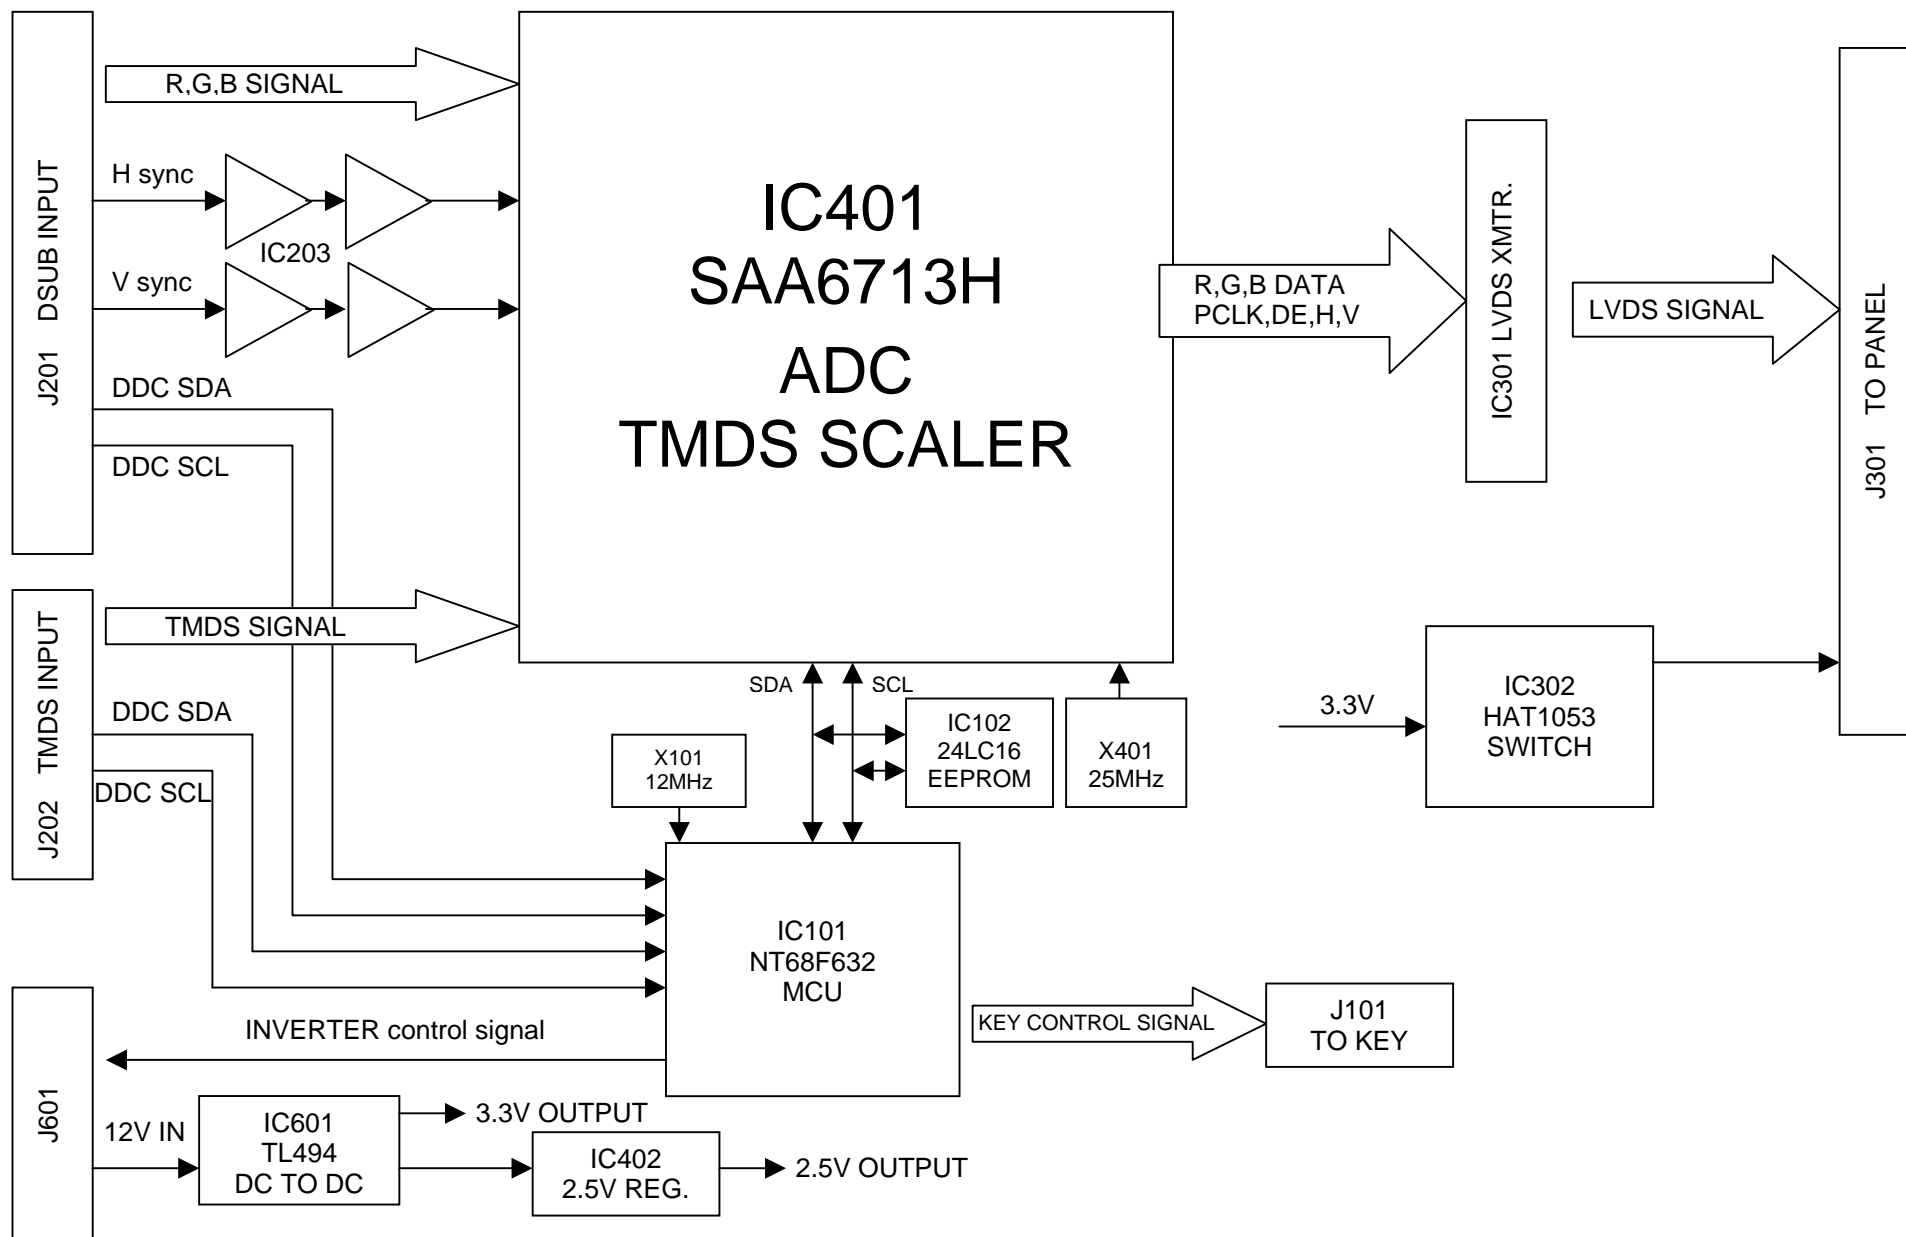 J201 DSUB INPUT
R,G,B SIGNAL
H sync
IC203
V sync
DDC SDA
DDC SCL
IC401
SAA6713H
ADC
TMDS SCALER
R,G,B DATA
PCLK,DE,H,V
IC301 LVDS XMTR.
LVDS SIGNAL
J301 TO PANEL
J202 TMDS INPUT
TMDS SIGNAL
DDC SDA
DDC SCL
SDA
SCL
X101
12MHz
IC102
24LC16
EEPROM
X401
25MHz
3.3V
IC302
HAT1053
SWITCH
IC101
NT68F632
MCU
KEY CONTROL SIGNAL
J101
TO KEY
J601
INVERTER control signal
12V IN
IC601
TL494
DC TO DC
3.3V OUTPUT
IC402
2.5V REG.
2.5V OUTPUT